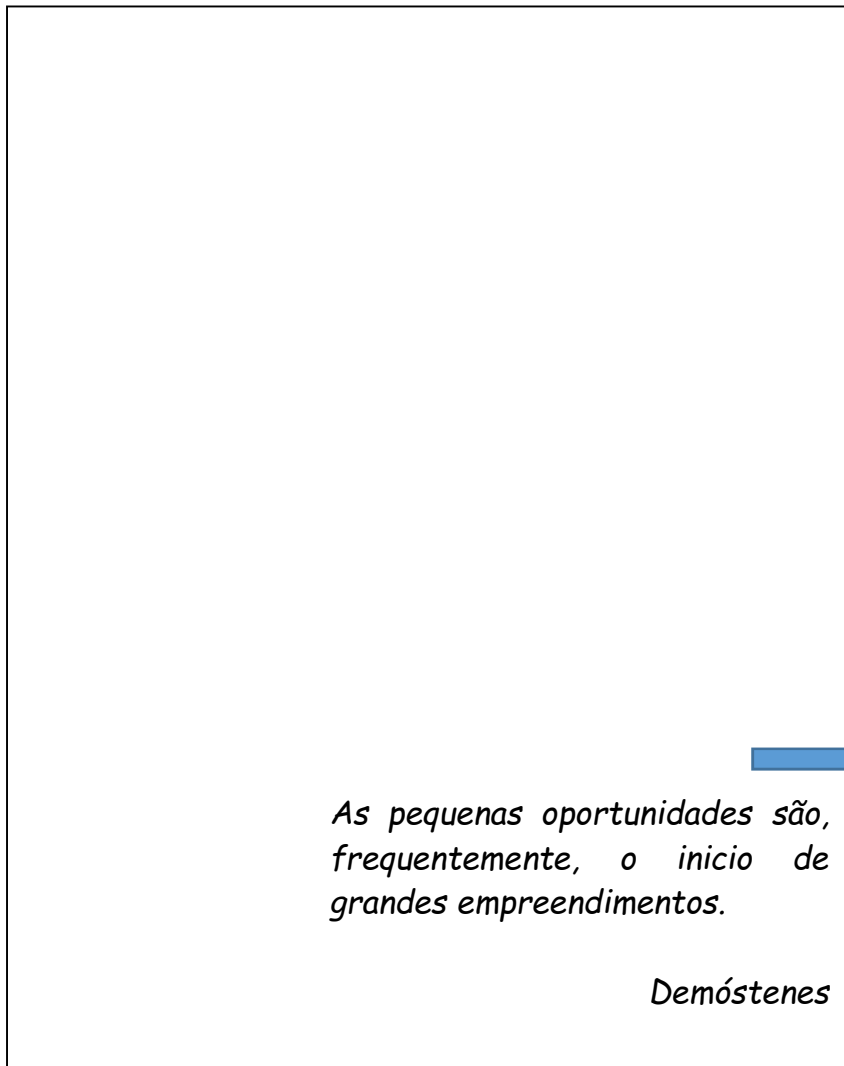 As pequenas oportunidades são,
frequentemente, o inicio de
grandes empreendimentos.
Demóstenes